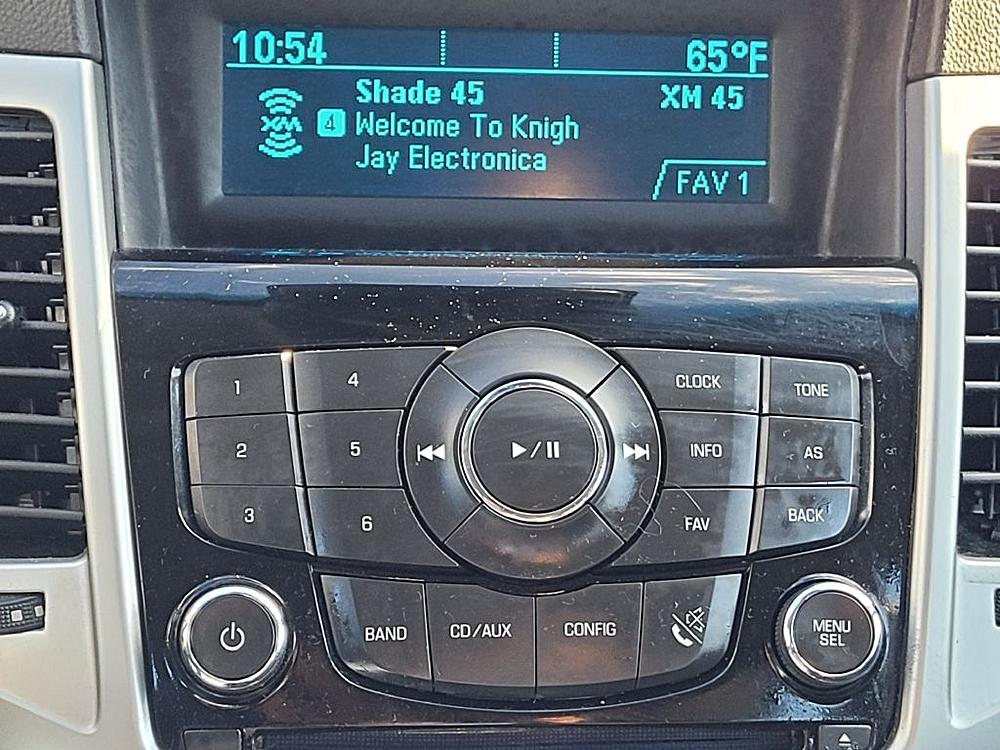 10:54 65°F
Shade 45 XM 45
XM 4 Welcome To Knigh
Jay Electronica
FAV 1
1 4 CLOCK TONE
2 5 INFO AS
3 6 FAV BACK
BAND CD/AUX CONFIG
MENU
SEL